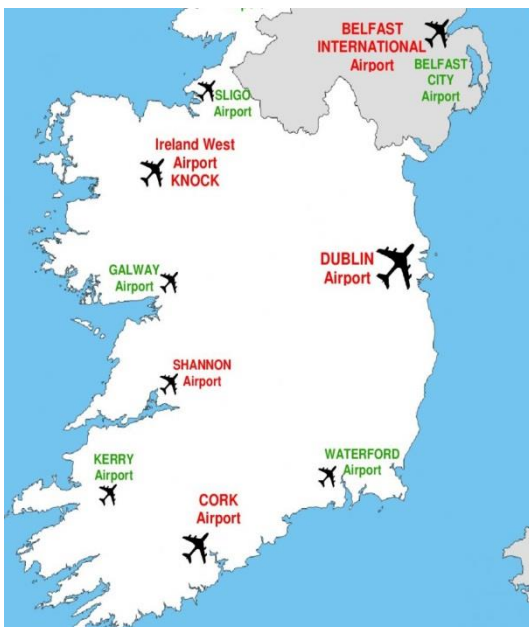 BELFAST
INTERNATIONAL
Airport
BELFAST
CITY
Airport
SLIGO
Airport
Ireland West
Airport
KNOCK
DUBLIN
Airport
GALWAY
Airport
SHANNON
Airport
KERRY
Airport
WATERFORD
Airport
CORK
Airport